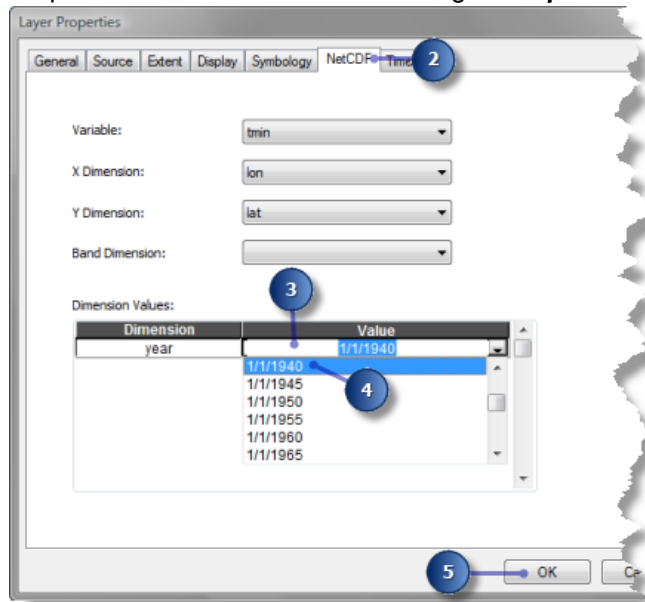 Layer Properties
General Source Extent Display Symbology NetCDF Time 2
Variable: tmin
X Dimension: lon
Y Dimension: lat
Band Dimension:
3
Dimension Values:
Dimension Value
year 1/1/1940
1/1/1940
4
1/1/1945
1/1/1950
1/1/1955
1/1/1960
1/1/1965
5 OK